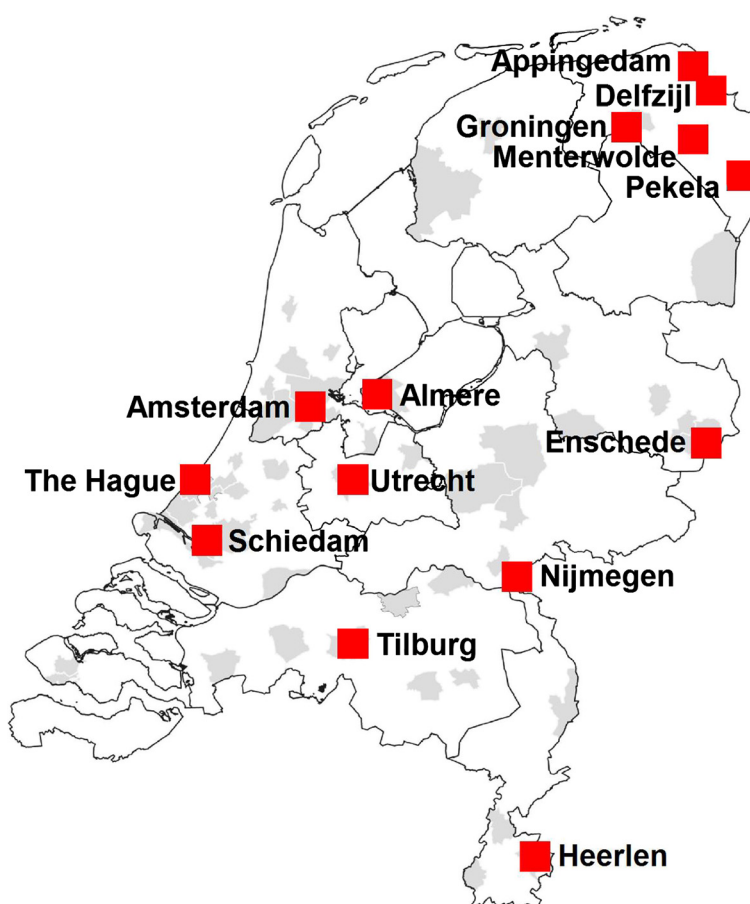 Appingedam
Delfzijl
Groningen
Menterwolde
Pekela
Almere
Amsterdam
Enschede
The Hague
Utrecht
Schiedam
Nijmegen
Tilburg
Heerlen